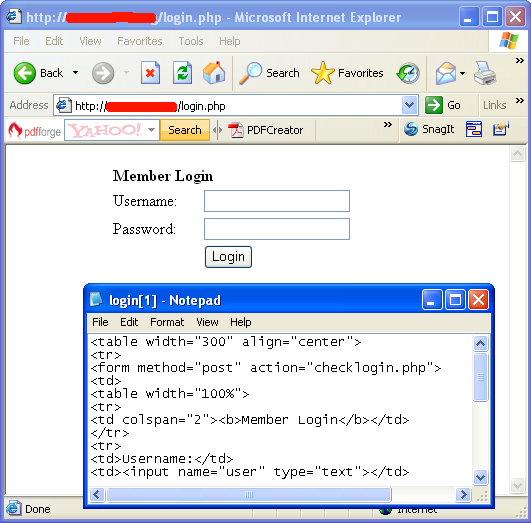 http:// /login.php - Microsoft Internet Explorer
File Edit View Favorites Tools Help
Back Search Favorites »
Address http:// /login.php Go Links »
pdfforge YAHOO! Search PDFCreator » SnagIt
Member Login
Username:
Password:
Login
login[1] - Notepad
File Edit Format View Help
<table width="300" align="center">
<tr>
<form method="post" action="checklogin.php">
<td>
<table width="100%">
<tr>
<td colspan="2"><b>Member Login</b></td>
</tr>
<tr>
<td>Username:</td>
<td><input name="user" type="text"></td>
Done Internet